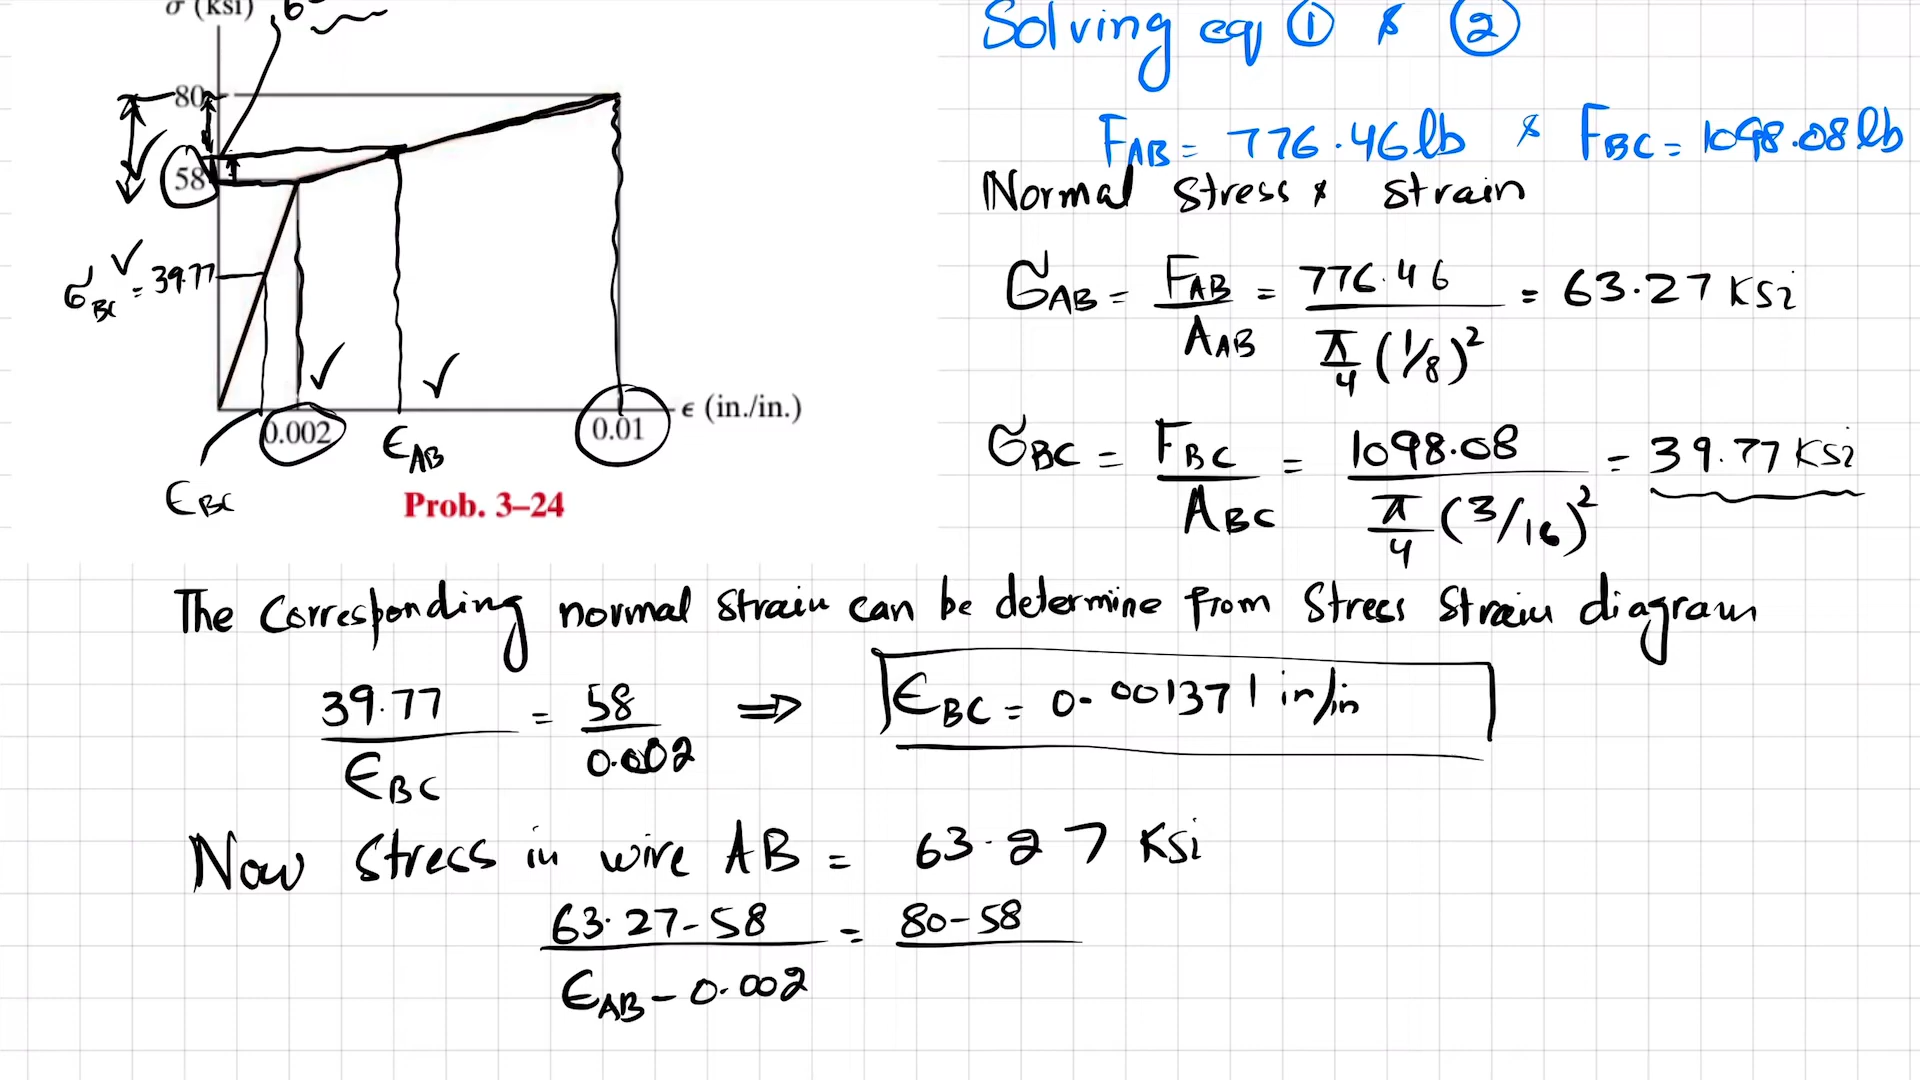 σ (ksi)
σ
80
58
σBC = 39.77
0.002
0.01
ϵ (in./in.)
ϵAB
ϵBC
Prob. 3–24
Solving eq ① & ②
FAB = 776.46 lb & FBC = 1098.08 lb
Normal Stress & Strain
σAB = FAB / AAB = 776.46 / π/4 (1/8)² = 63.27 Ksi
σBC = FBC / ABC = 1098.08 / π/4 (3/16)² = 39.77 Ksi
The Corresponding normal Strain can be determine from Stress Strain diagram
39.77 / ϵBC = 58 / 0.002 ⇒ ϵBC = 0.001371 in/in
Now Stress in wire AB = 63.27 Ksi
63.27-58 / ϵAB - 0.002 = 80-58